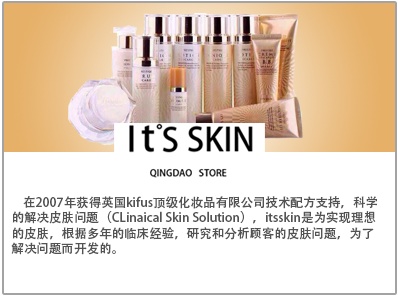 It's SKIN
QINGDAO STORE
在2007年获得英国kifus顶级化妆品有限公司技术配方支持，科学
的解决皮肤问题（CLinaical Skin Solution），itsskin是为实现理想
的皮肤，根据多年的临床经验，研究和分析顾客的皮肤问题，为了
解决问题而开发的。